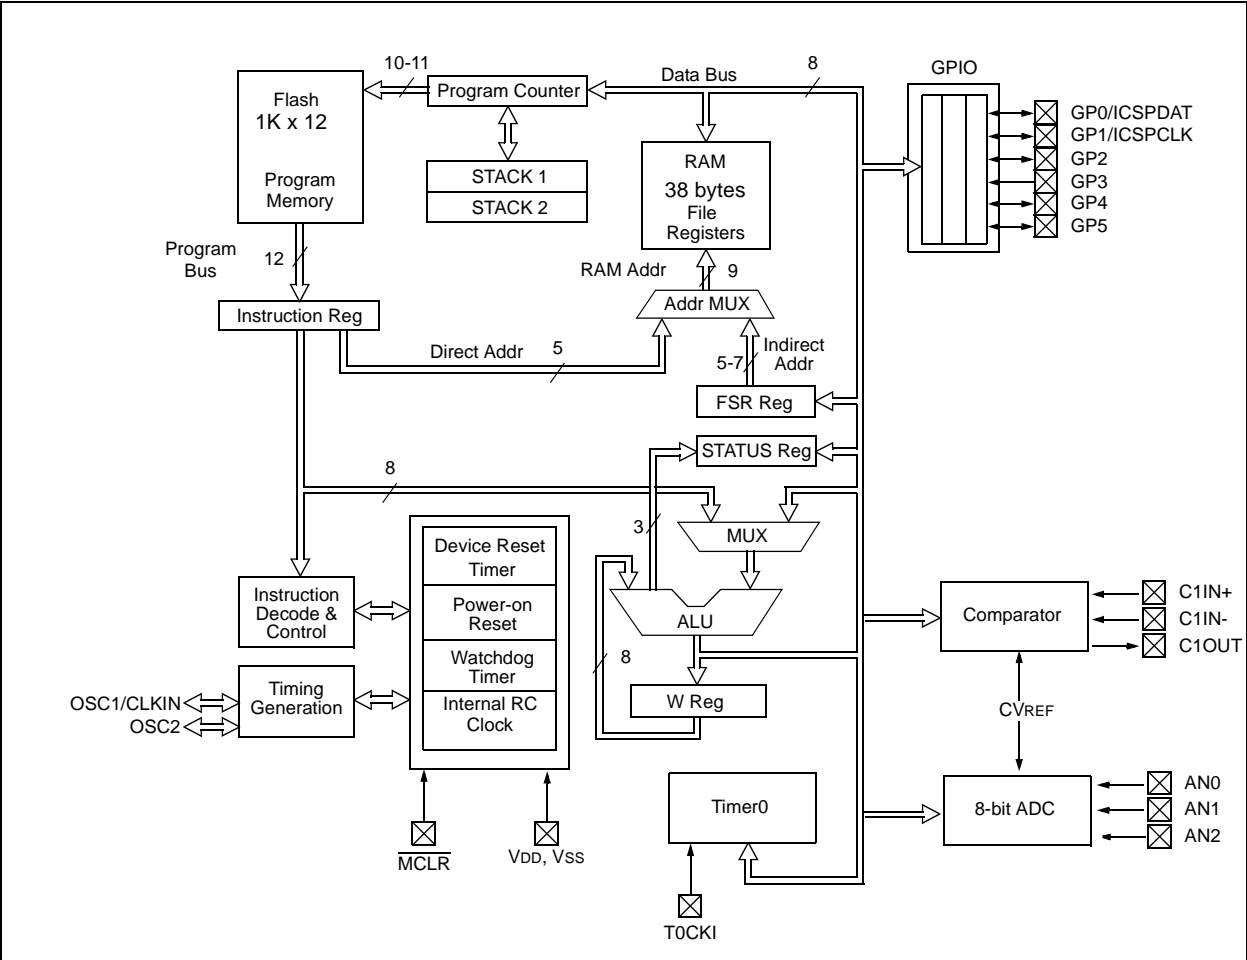 10-11
Data Bus
8
GPIO
Flash
1K x 12
Program
Memory
Program Counter
STACK 1
STACK 2
RAM
38 bytes
File
Registers
GP0/ICSPDAT
GP1/ICSPCLK
GP2
GP3
GP4
GP5
Program
Bus
12
RAM Addr
9
Instruction Reg
Addr MUX
Direct Addr
5
5-7
Indirect
Addr
FSR Reg
STATUS Reg
8
3
MUX
Device Reset
Timer
Power-on
Reset
Watchdog
Timer
Internal RC
Clock
Instruction
Decode &
Control
ALU
8
W Reg
Timing
Generation
OSC1/CLKIN
OSC2
Comparator
C1IN+
C1IN-
C1OUT
CVREF
Timer0
8-bit ADC
AN0
AN1
AN2
MCLR
VDD, VSS
T0CKI